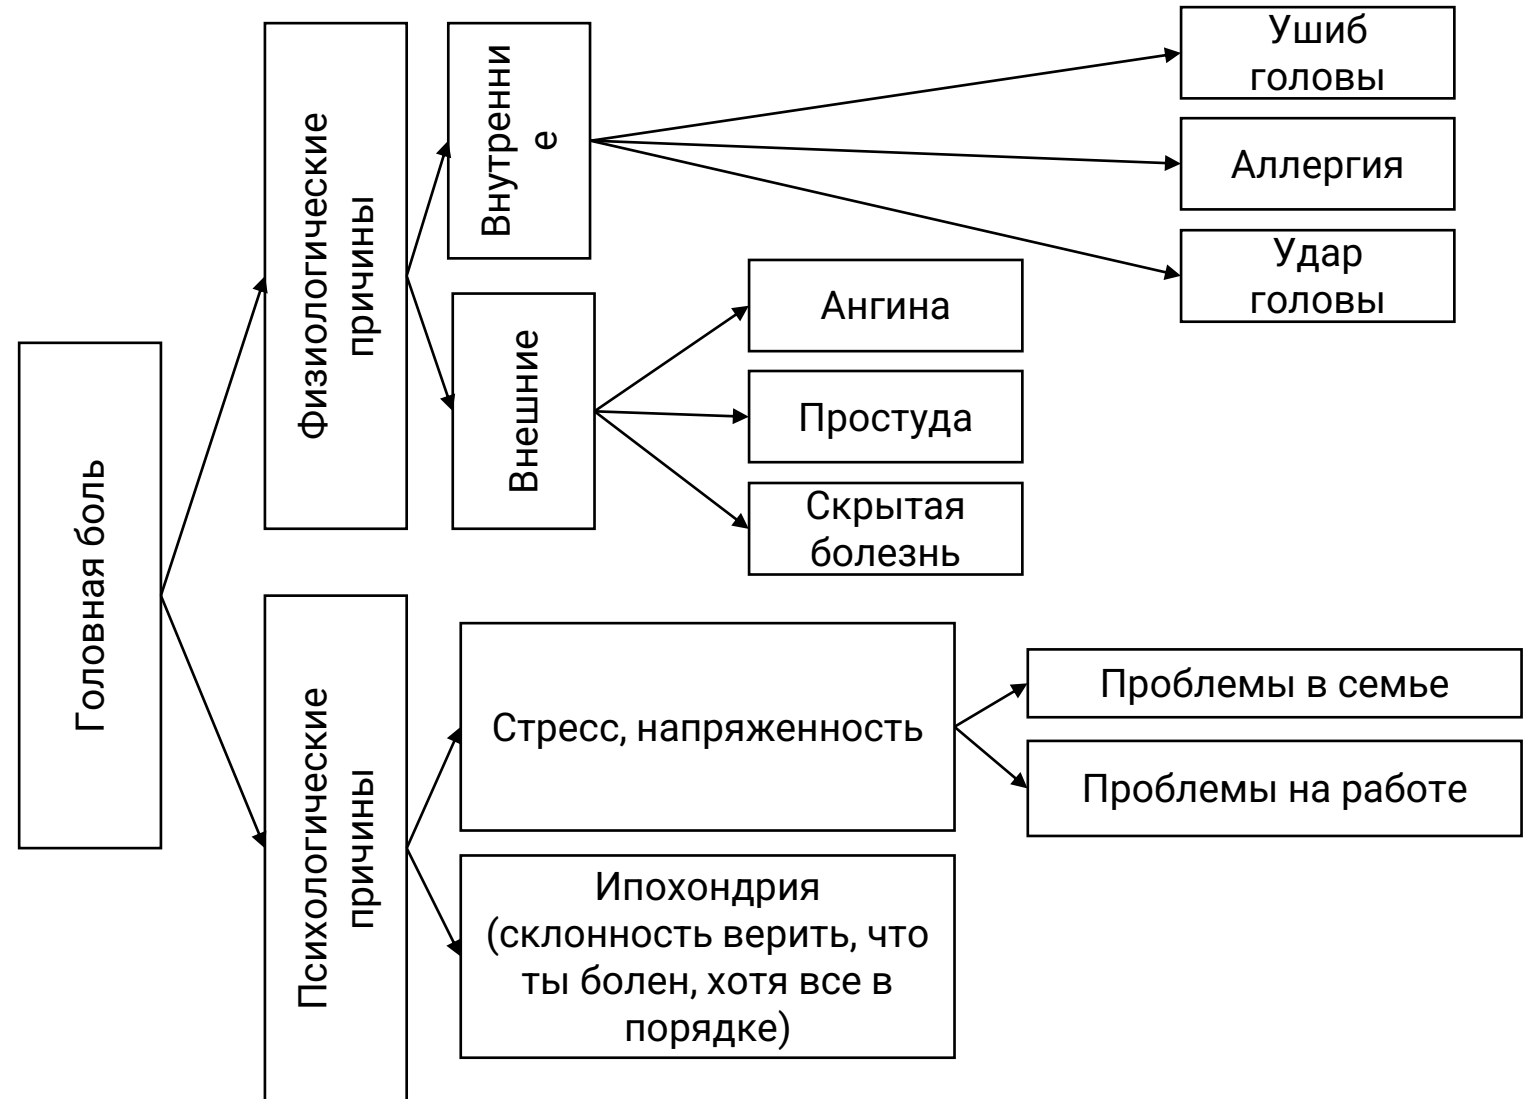 Головная боль
Физиологические
причины
Внутренни
е
Ушиб
головы
Аллергия
Удар
головы
Внешние
Ангина
Простуда
Скрытая
болезнь
Психологические
причины
Стресс, напряженность
Проблемы в семье
Проблемы на работе
Ипохондрия
(склонность верить, что
ты болен, хотя все в
порядке)